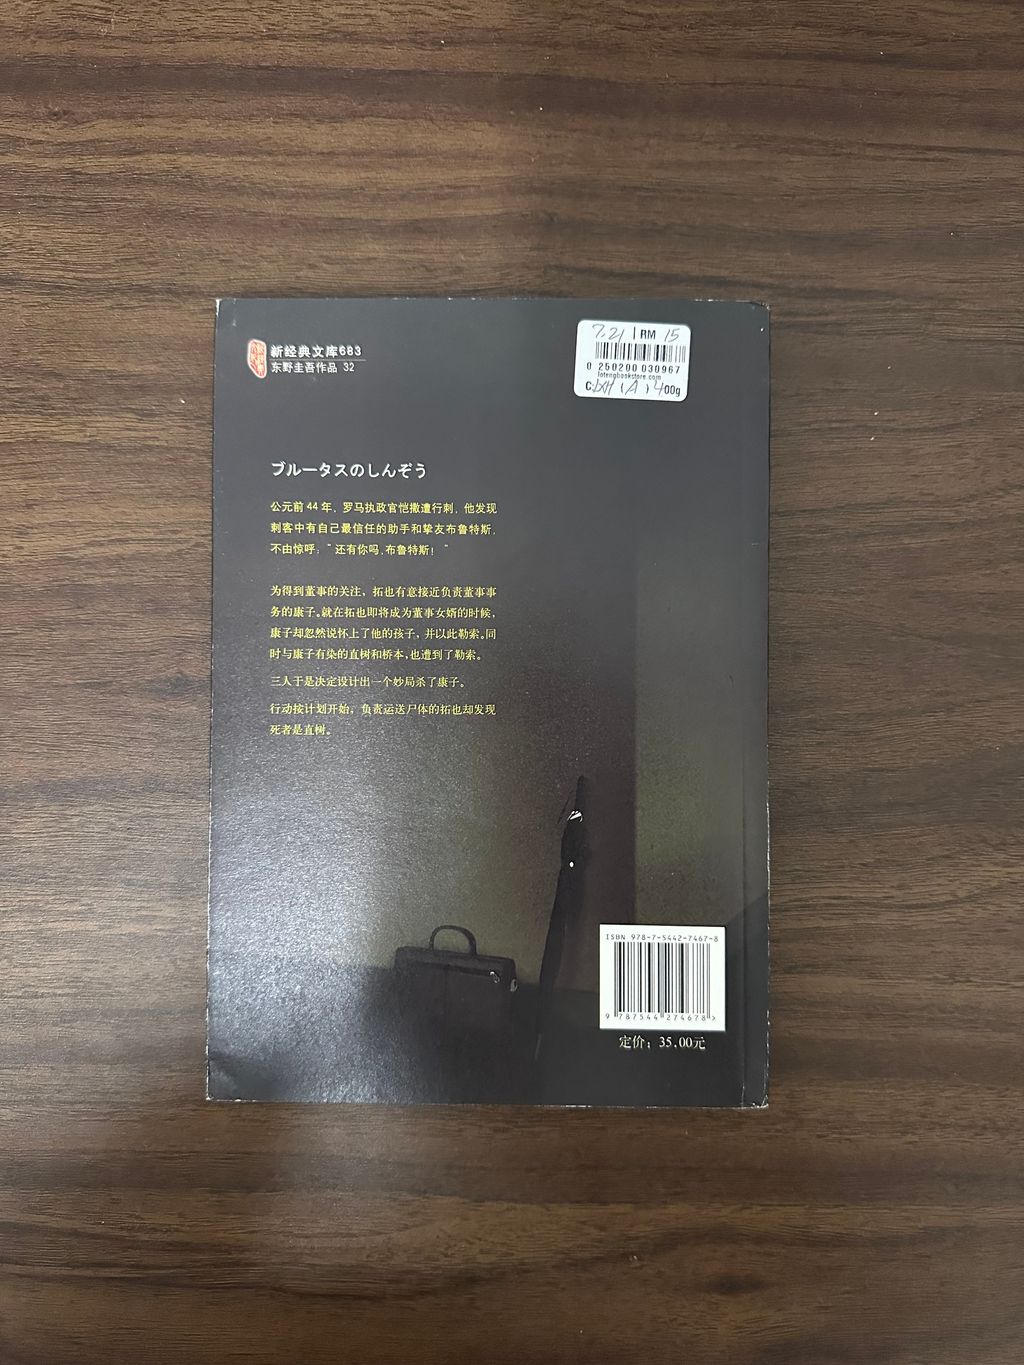 新经典文库683
东野圭吾作品 32
7.21 | RM 15
0 250200 030967
lotengbookstore.com
00g
ブルータスのしんぞう
公元前 44 年，罗马执政官恺撒遭行刺，他发现
刺客中有自己最信任的助手和挚友布鲁特斯，
不由惊呼：“还有你吗，布鲁特斯！”
为得到董事的关注，拓也有意接近负责董事事
务的康子。就在拓也即将成为董事女婿的时候，
康子却忽然说怀上了他的孩子，并以此勒索。同
时与康子有染的直树和桥本，也遭到了勒索。
三人于是决定设计出一个妙局杀了康子。
行动按计划开始，负责运送尸体的拓也却发现
死者是直树。
ISBN 978-7-5442-7467-8
9 787544 274678 >
定价：35.00元